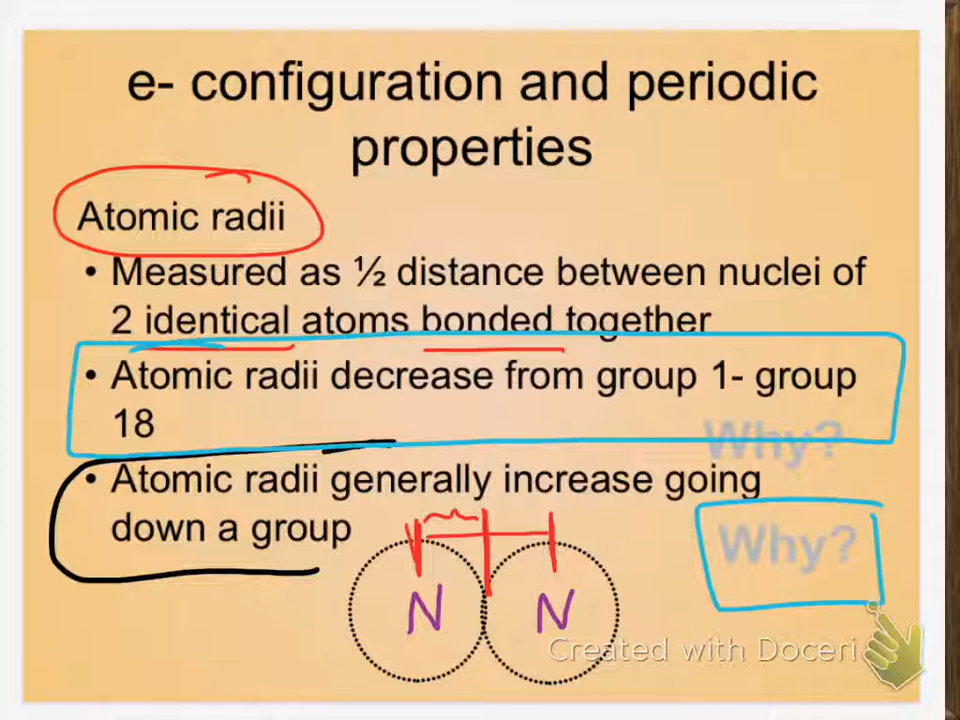 e- configuration and periodic
properties
Atomic radii
• Measured as ½ distance between nuclei of
2 identical atoms bonded together
• Atomic radii decrease from group 1- group
18
Why?
• Atomic radii generally increase going
down a group
Why?
N N
Created with Doceri